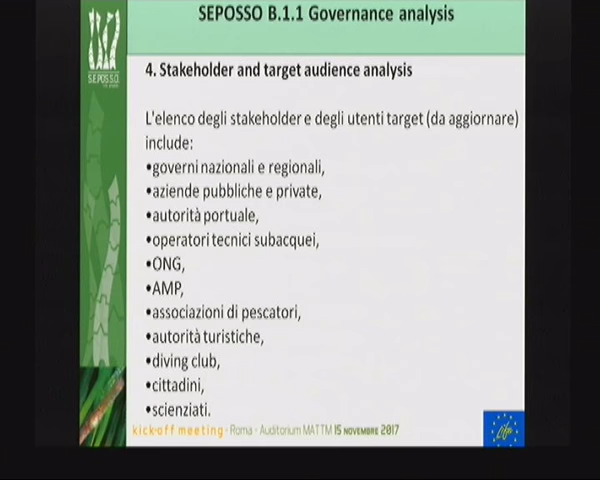 SEPOSSO B.1.1 Governance analysis
S.E.POS.S.O.
4. Stakeholder and target audience analysis
L'elenco degli stakeholder e degli utenti target (da aggiornare)
include:
•governi nazionali e regionali,
•aziende pubbliche e private,
•autorità portuale,
•operatori tecnici subacquei,
•ONG,
•AMP,
•associazioni di pescatori,
•autorità turistiche,
•diving club,
•cittadini,
•scienziati.
kick-off meeting - Roma - Auditorium MATTM 15 NOVEMBRE 2017
Life